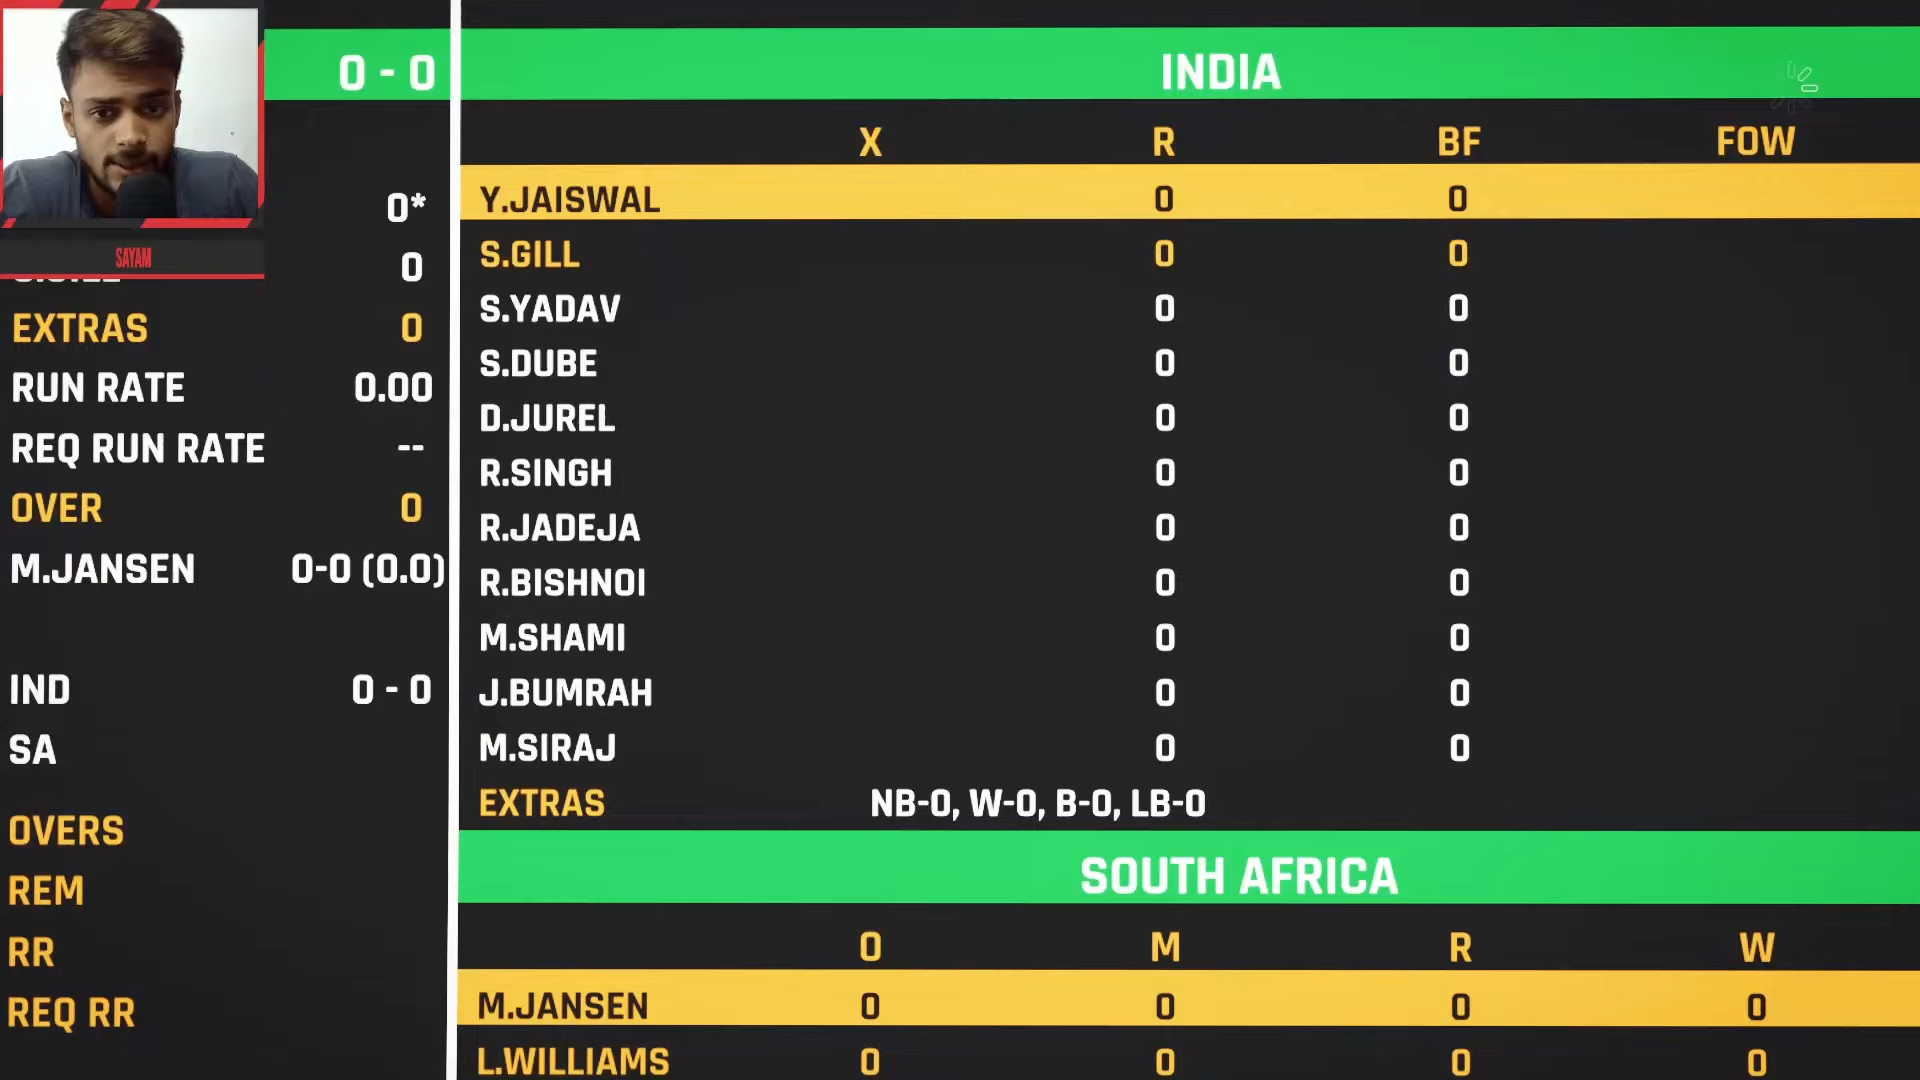 0 - 0
SAYAM
0*
0
EXTRAS 0
RUN RATE 0.00
REQ RUN RATE --
OVER 0
M.JANSEN 0-0 (0.0)
IND 0 - 0
SA
OVERS
REM
RR
REQ RR
INDIA
X R BF FOW
Y.JAISWAL 0 0
S.GILL 0 0
S.YADAV 0 0
S.DUBE 0 0
D.JUREL 0 0
R.SINGH 0 0
R.JADEJA 0 0
R.BISHNOI 0 0
M.SHAMI 0 0
J.BUMRAH 0 0
M.SIRAJ 0 0
EXTRAS NB-0, W-0, B-0, LB-0
SOUTH AFRICA
O M R W
M.JANSEN 0 0 0 0
L.WILLIAMS 0 0 0 0